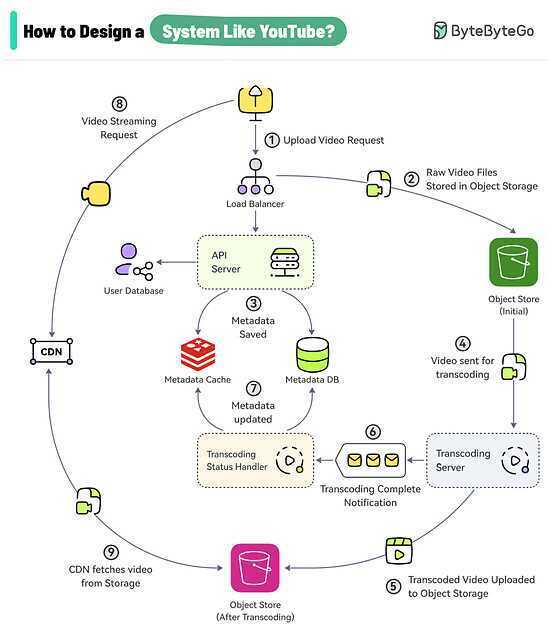 How to Design a System Like YouTube?
ByteByteGo
8
Video Streaming
Request
1 Upload Video Request
2 Raw Video Files
Stored in Object Storage
Load Balancer
API
Server
User Database
Object Store
(Initial)
3
Metadata
Saved
4
Video sent for
transcoding
CDN
Metadata Cache
Metadata DB
7
Metadata
updated
6
Transcoding
Status Handler
Transcoding
Server
Transcoding Complete
Notification
9
CDN fetches video
from Storage
5 Transcoded Video Uploaded
to Object Storage
Object Store
(After Transcoding)